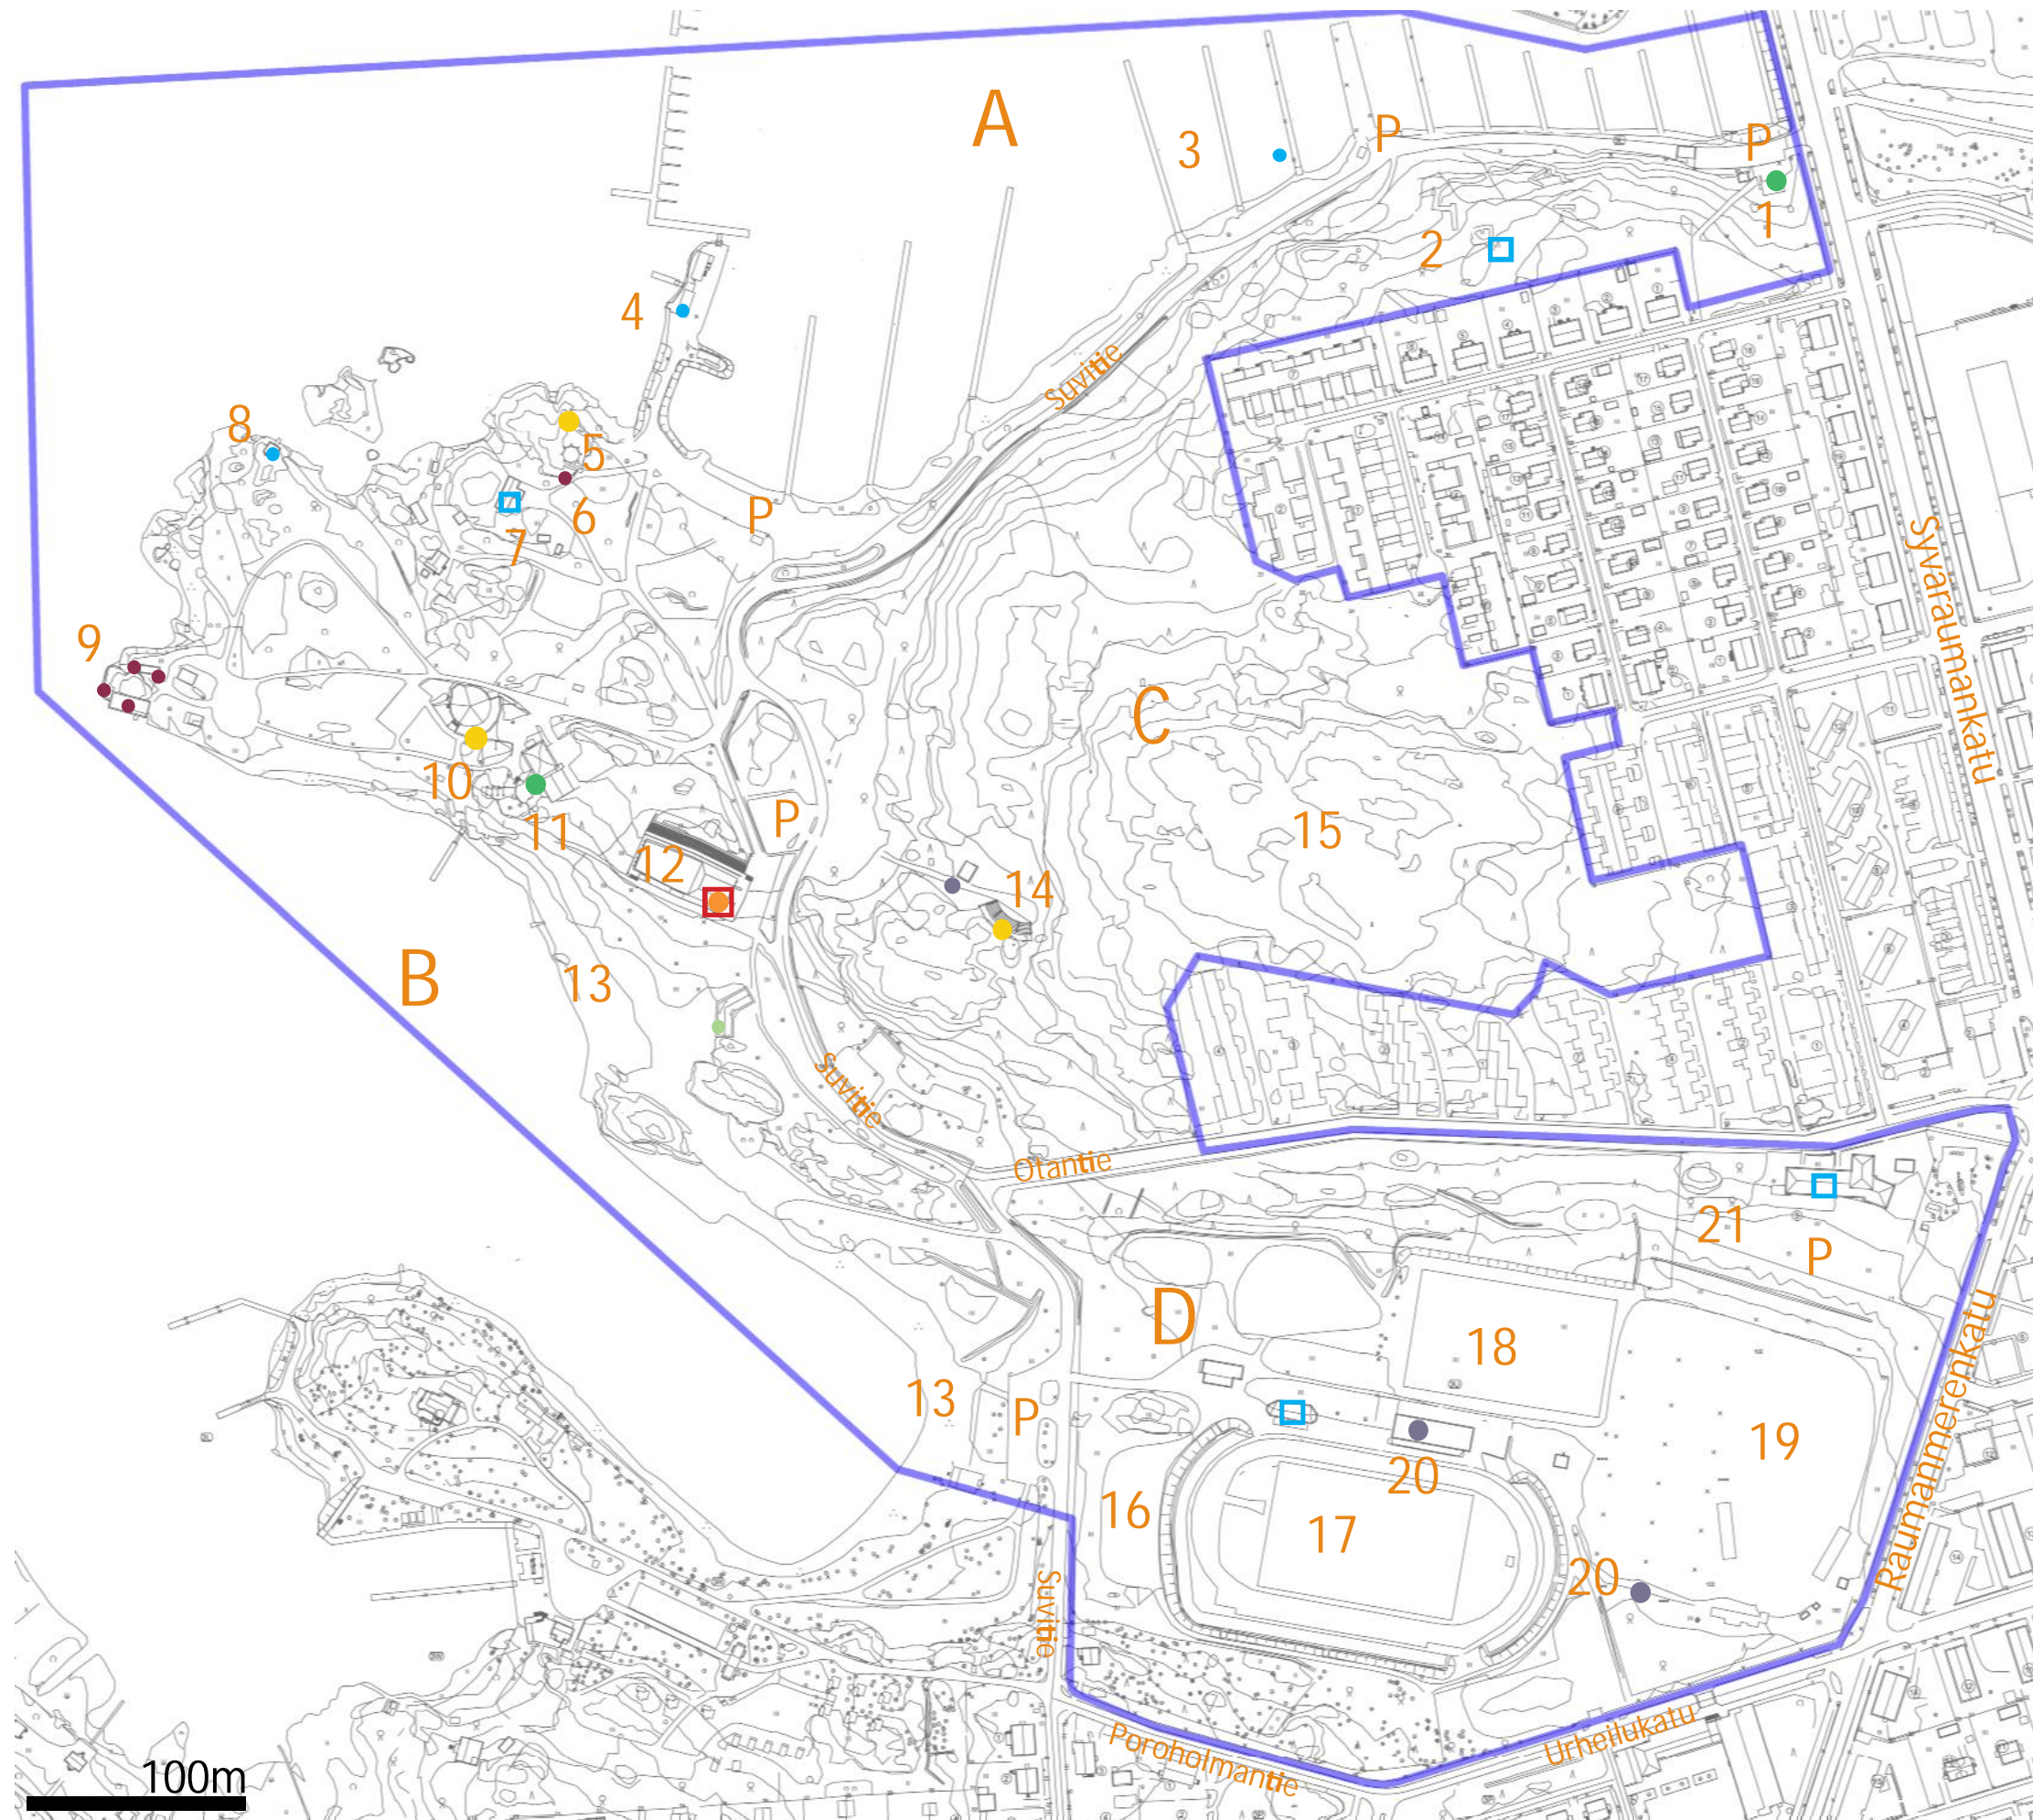 A
3
P
P
1
2
4
Suvitie
8
5
6
7
P
9
C
Syväraumankatu
10
11
12
P
15
14
B
13
Suvitie
Otantie
21
P
D
18
13
P
19
20
16
17
20
Raumanmerenkatu
Suvitie
Poroholmantie
Urheilukatu
100m